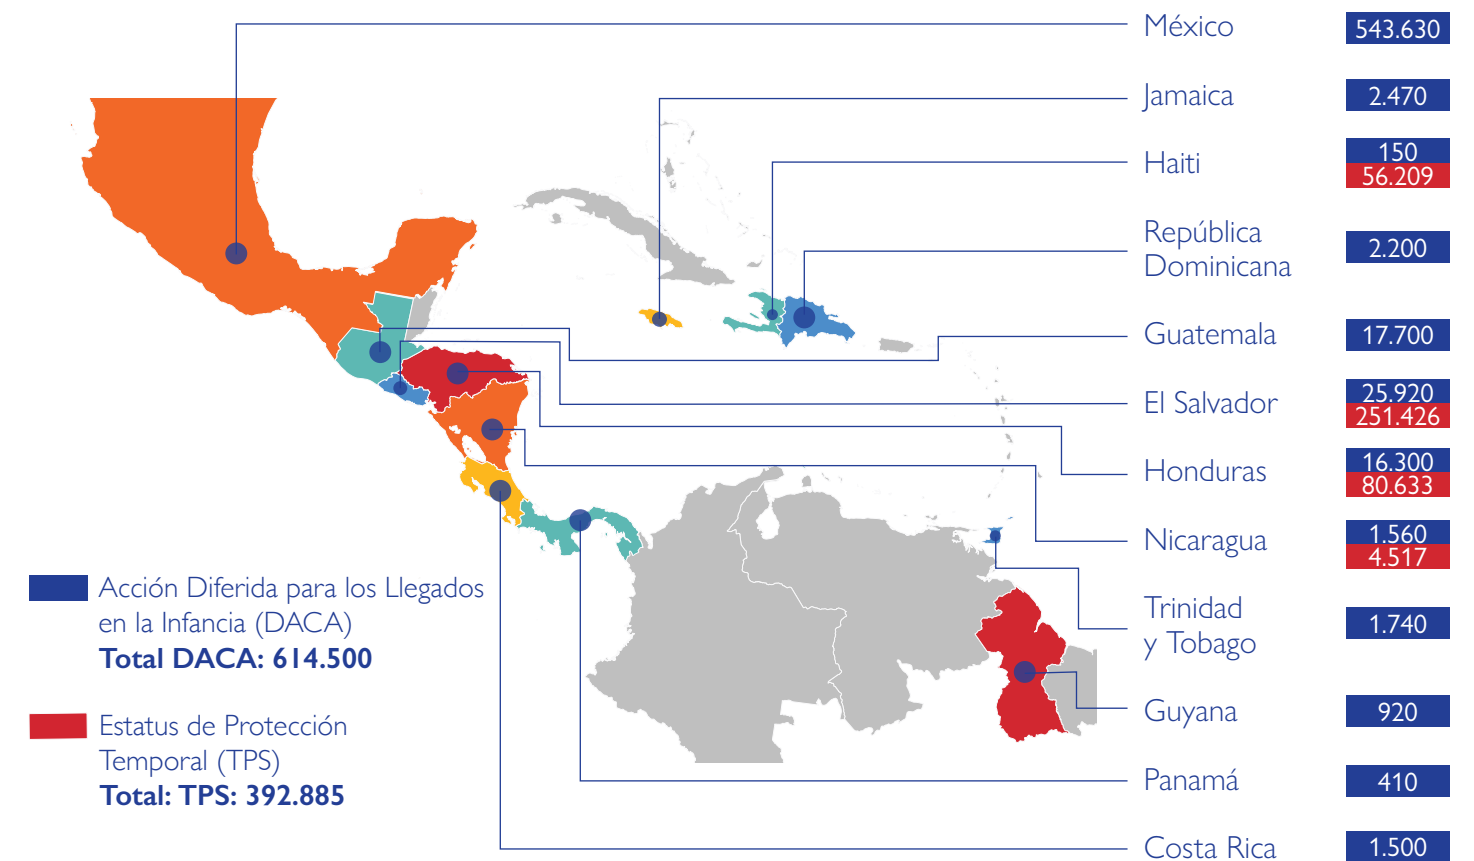 México 543.630
Jamaica 2.470
Haiti 150
56.209
República
Dominicana 2.200
Guatemala 17.700
El Salvador 25.920
251.426
Honduras 16.300
80.633
Nicaragua 1.560
4.517
Trinidad
y Tobago 1.740
Guyana 920
Panamá 410
Costa Rica 1.500
Acción Diferida para los Llegados
en la Infancia (DACA)
Total DACA: 614.500
Estatus de Protección
Temporal (TPS)
Total: TPS: 392.885